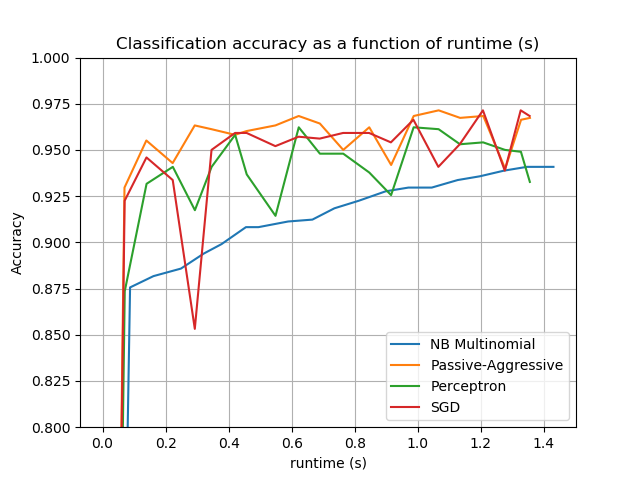 Classification accuracy as a function of runtime (s)
1.000
0.975
0.950
0.925
0.900
0.875
0.850
0.825
0.800
Accuracy
NB Multinomial
Passive-Aggressive
Perceptron
SGD
0.0 0.2 0.4 0.6 0.8 1.0 1.2 1.4
runtime (s)